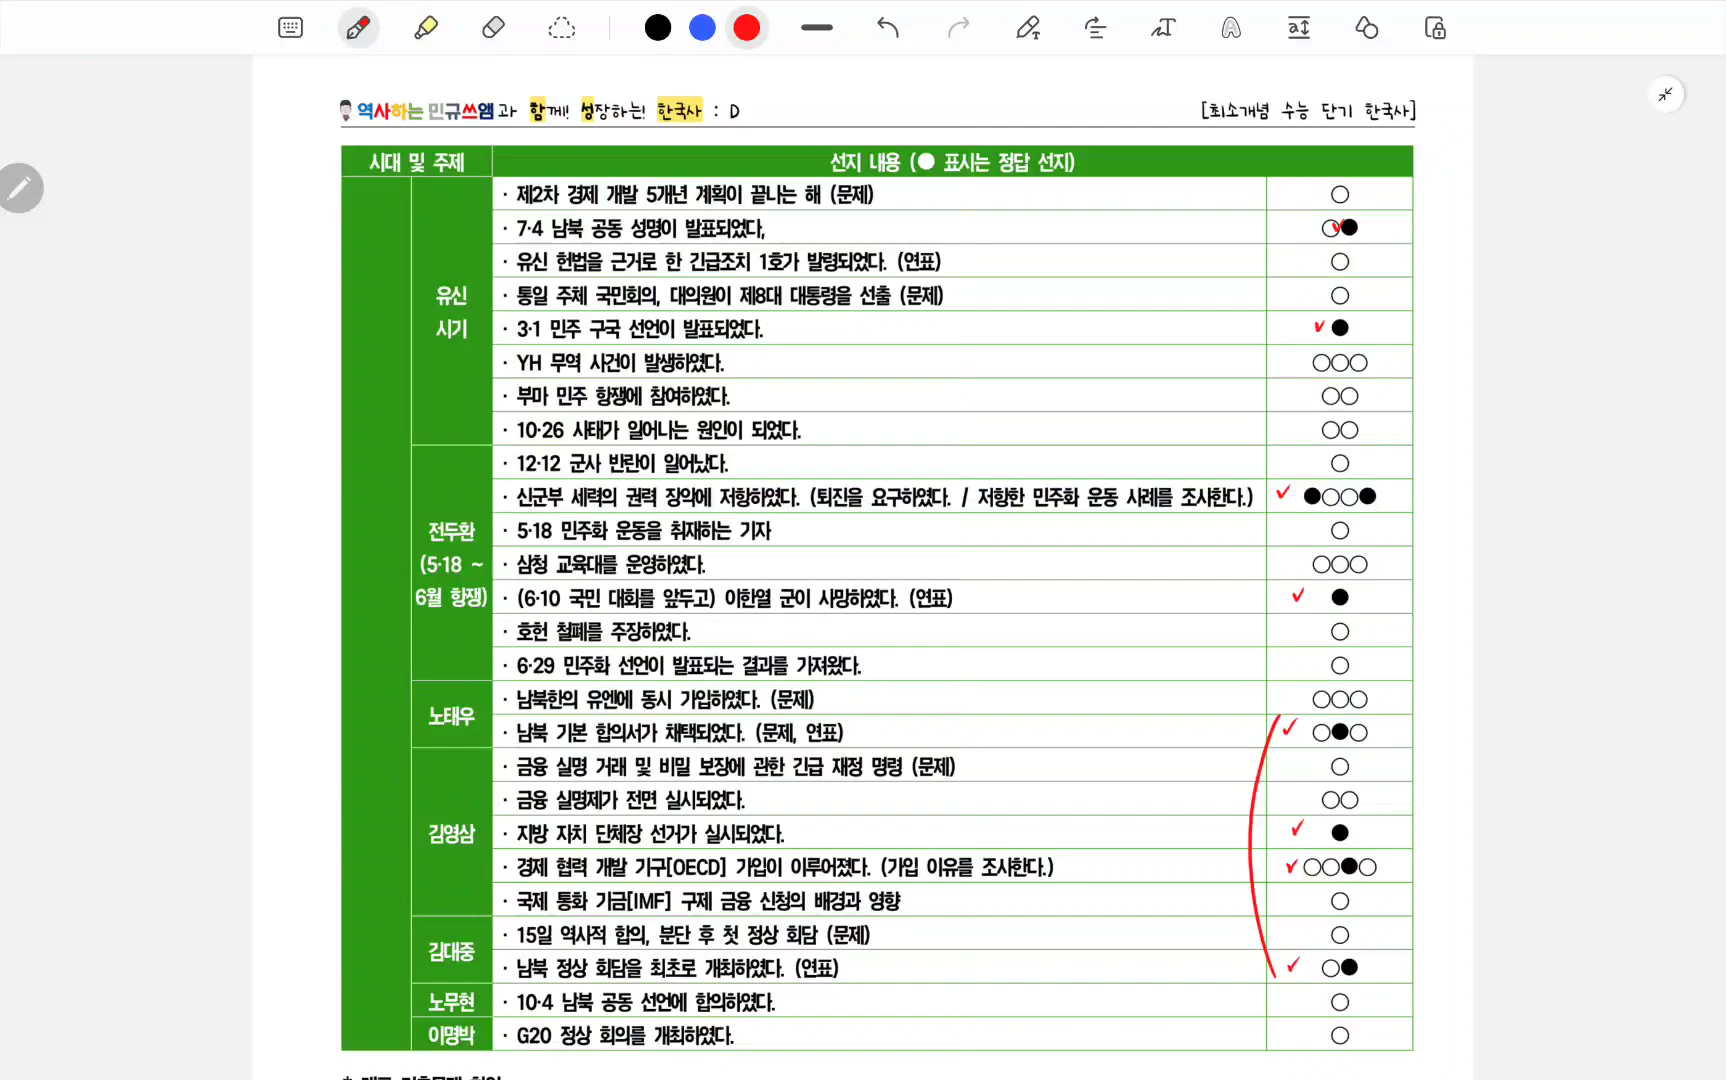 역사하는 민규쓰앰과 함께! 성장하는! 한국사 : D [최소개념 수능 단기 한국사]
시대 및 주제 선지 내용 (● 표시는 정답 선지)
유신 시기
· 제2차 경제 개발 5개년 계획이 끝나는 해 (문제) ○
· 7·4 남북 공동 성명이 발표되었다, ○●
· 유신 헌법을 근거로 한 긴급조치 1호가 발령되었다. (연표) ○
· 통일 주체 국민회의, 대의원이 제8대 대통령을 선출 (문제) ○
· 3·1 민주 구국 선언이 발표되었다. ●
· YH 무역 사건이 발생하였다. ○○○
· 부마 민주 항쟁에 참여하였다. ○○
· 10·26 사태가 일어나는 원인이 되었다. ○○
전두환
(5·18 ~
6월 항쟁)
· 12·12 군사 반란이 일어났다. ○
· 신군부 세력의 권력 장악에 저항하였다. (퇴진을 요구하였다. / 저항한 민주화 운동 사례를 조사한다.) ●○○●
· 5·18 민주화 운동을 취재하는 기자 ○
· 삼청 교육대를 운영하였다. ○○○
· (6·10 국민 대회를 앞두고) 이한열 군이 사망하였다. (연표) ●
· 호헌 철폐를 주장하였다. ○
· 6·29 민주화 선언이 발표되는 결과를 가져왔다. ○
노태우
· 남북한의 유엔에 동시 가입하였다. (문제) ○○○
· 남북 기본 합의서가 채택되었다. (문제, 연표) ○●○
김영삼
· 금융 실명 거래 및 비밀 보장에 관한 긴급 재정 명령 (문제) ○
· 금융 실명제가 전면 실시되었다. ○○
· 지방 자치 단체장 선거가 실시되었다. ●
· 경제 협력 개발 기구[OECD] 가입이 이루어졌다. (가입 이유를 조사한다.) ○○●○
· 국제 통화 기금[IMF] 구제 금융 신청의 배경과 영향 ○
김대중
· 15일 역사적 합의, 분단 후 첫 정상 회담 (문제) ○
· 남북 정상 회담을 최초로 개최하였다. (연표) ○●
노무현 · 10·4 남북 공동 선언에 합의하였다. ○
이명박 · G20 정상 회의를 개최하였다. ○